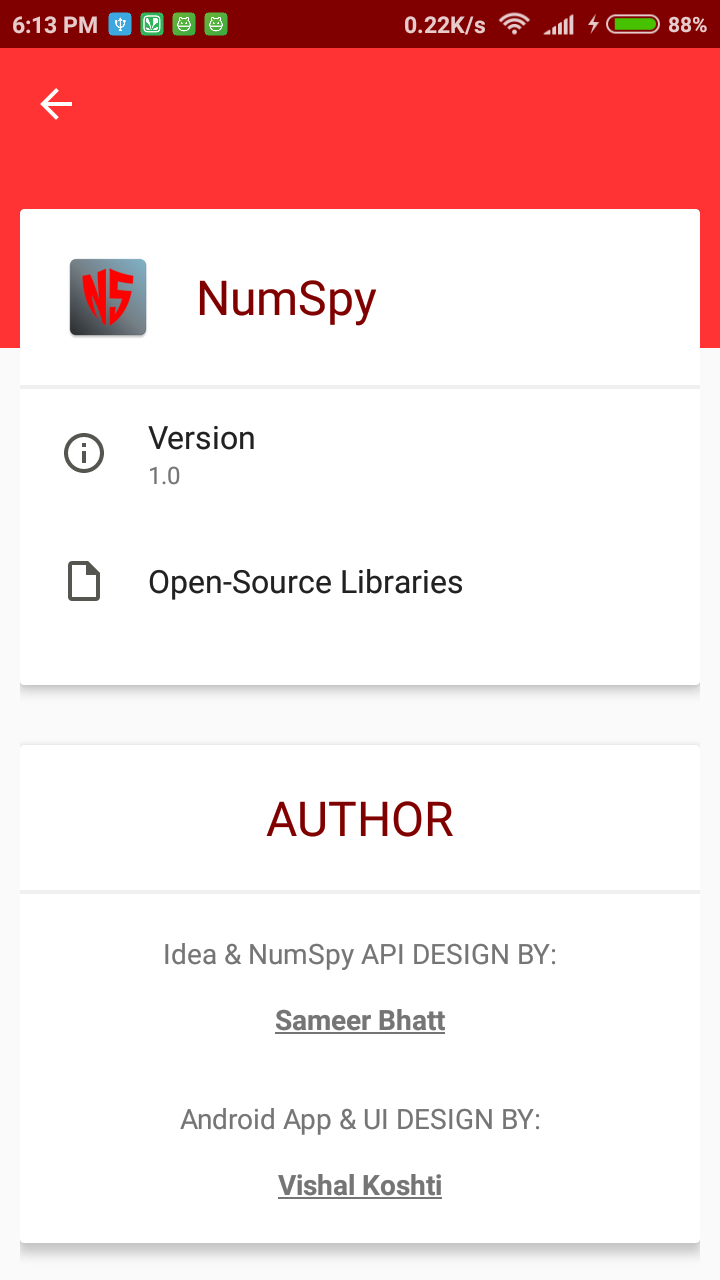 6:13 PM 0.22K/s 88%
NS NumSpy
Version
1.0
Open-Source Libraries
AUTHOR
Idea & NumSpy API DESIGN BY:
Sameer Bhatt
Android App & UI DESIGN BY:
Vishal Koshti